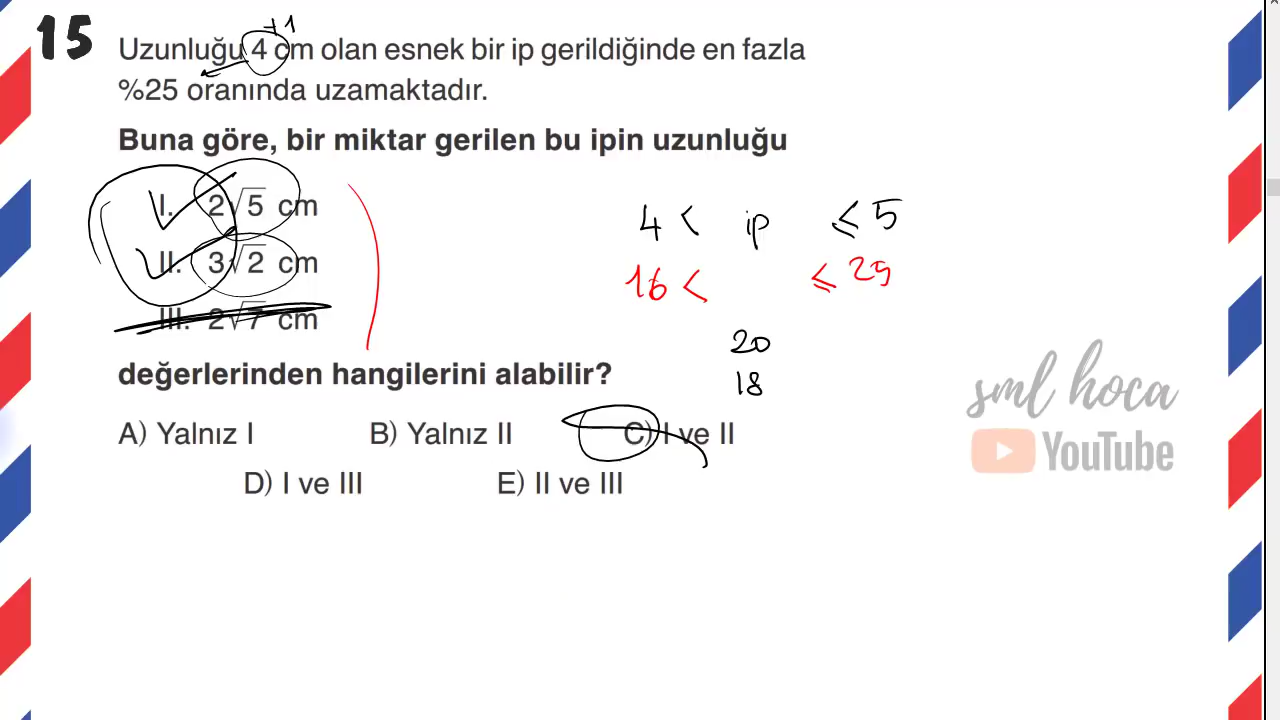 15
+1
Uzunluğu 4 cm olan esnek bir ip gerildiğinde en fazla
%25 oranında uzamaktadır.
Buna göre, bir miktar gerilen bu ipin uzunluğu
I. 2√5 cm
II. 3√2 cm
III. 2√7 cm
4 < ip ≤ 5
16 < ≤ 25
20
18
değerlerinden hangilerini alabilir?
A) Yalnız I B) Yalnız II C) I ve II
D) I ve III E) II ve III
sml hoca
YouTube